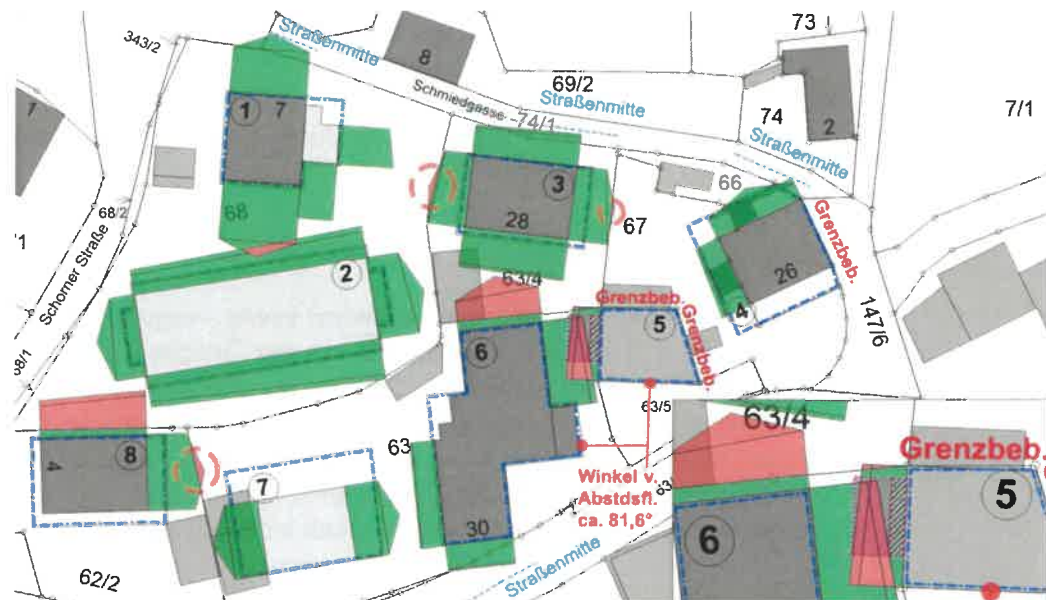 73
343/2
Straßenmitte
8
69/2
Straßenmitte
74
7/1
1
1
7
Schmiedgasse
74/1
2
Straßenmitte
3
66
68/2
68
28
67
Grenzbeb.
Schorner Straße
2
63/4
26
Grenzbeb.
4
147/6
5
Grenzbeb.
6
68/1
63/5
63/4
Grenzbeb.
4
8
63
Winkel v.
Abstdsfl.
ca. 81,6°
5
7
6
30
62/2
Straßenmitte